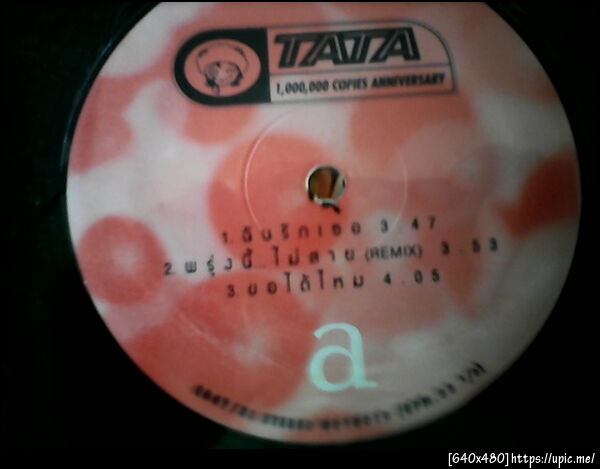 TATA
1,000,000 COPIES ANNIVERSARY
1. ฉันรักเธอ 3.47
2. พรุ่งนี้..ไม่สาย (REMIX) 3.53
3. ขอได้ไหม 4.05
a
[640x480]https://upic.me/